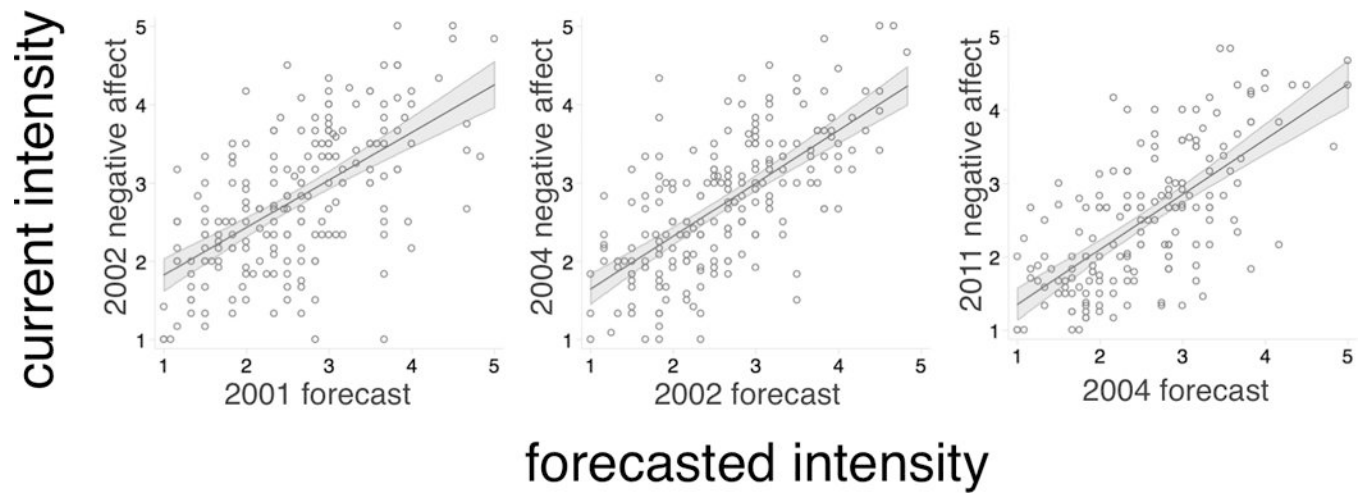 current intensity
2002 negative affect
5
4
3
2
1
1 2 3 4 5
2001 forecast
2004 negative affect
5
4
3
2
1
1 2 3 4 5
2002 forecast
2011 negative affect
5
4
3
2
1
1 2 3 4 5
2004 forecast
forecasted intensity